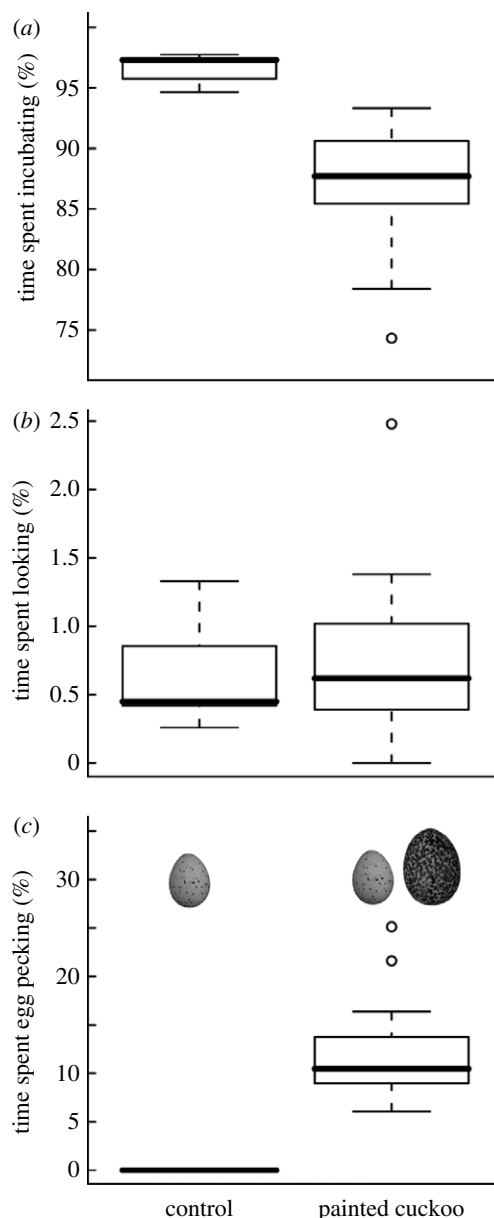 (a)
time spent incubating (%)
95
90
85
80
75
(b)
time spent looking (%)
2.5
2.0
1.5
1.0
0.5
0
(c)
time spent egg pecking (%)
30
20
10
5
0
control painted cuckoo